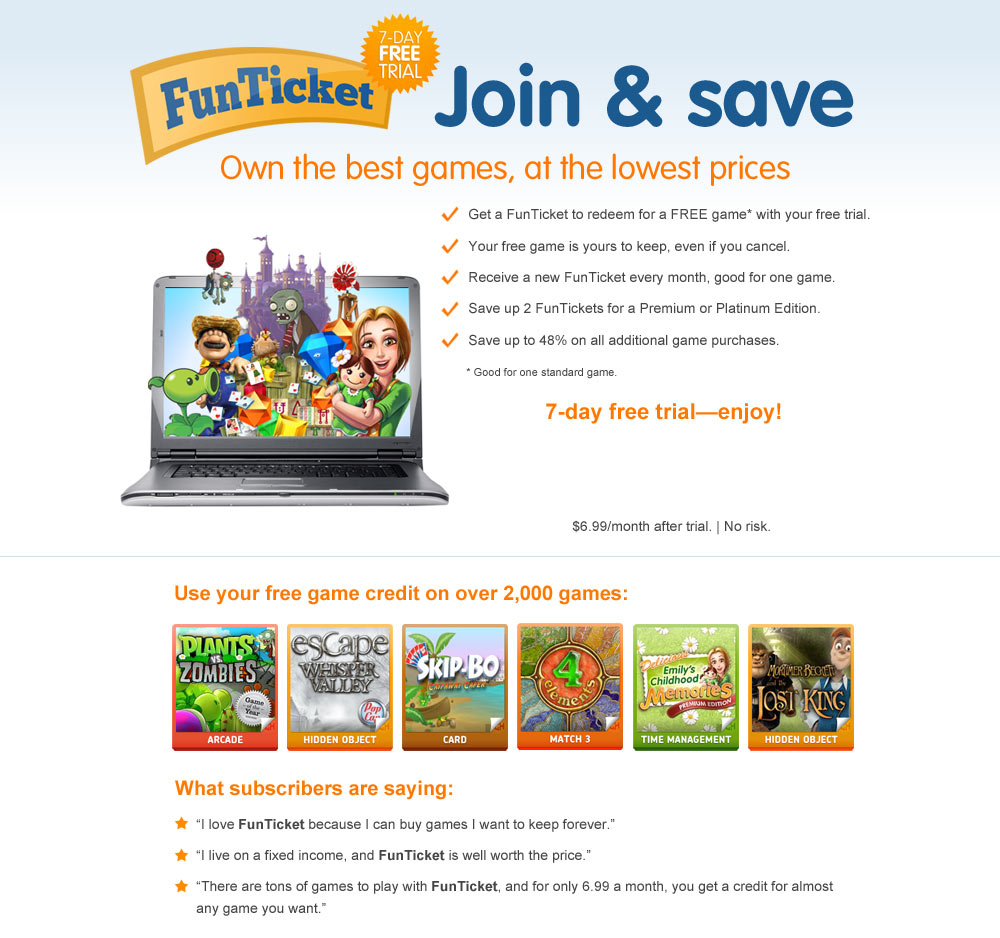 7-DAY
FREE
TRIAL
FunTicket
Join & save
Own the best games, at the lowest prices
Get a FunTicket to redeem for a FREE game* with your free trial.
Your free game is yours to keep, even if you cancel.
Receive a new FunTicket every month, good for one game.
Save up 2 FunTickets for a Premium or Platinum Edition.
Save up to 48% on all additional game purchases.
* Good for one standard game.
7-day free trial—enjoy!
$6.99/month after trial. | No risk.
Use your free game credit on over 2,000 games:
PLANTS
VS.
ZOMBIES
Game
of the
Year
ARCADE
escape
WHISPER
VALLEY
Pop
HIDDEN OBJECT
SKIP-BO
CASTAWAY CAPER
CARD
4
elements
MATCH 3
Delicious
Emily's
Childhood
Memories
PREMIUM EDITION
TIME MANAGEMENT
MORTIMER BECKETT
and the
LOST KING
HIDDEN OBJECT
What subscribers are saying:
“I love FunTicket because I can buy games I want to keep forever.”
“I live on a fixed income, and FunTicket is well worth the price.”
“There are tons of games to play with FunTicket, and for only 6.99 a month, you get a credit for almost
any game you want.”